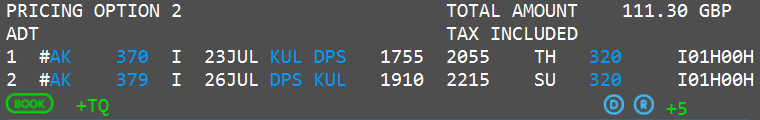 PRICING OPTION 2 TOTAL AMOUNT 111.30 GBP
ADT TAX INCLUDED
1 #AK 370 I 23JUL KUL DPS 1755 2055 TH 320 I01H00H
2 #AK 379 I 26JUL DPS KUL 1910 2215 SU 320 I01H00H
BOOK +TQ D R +5